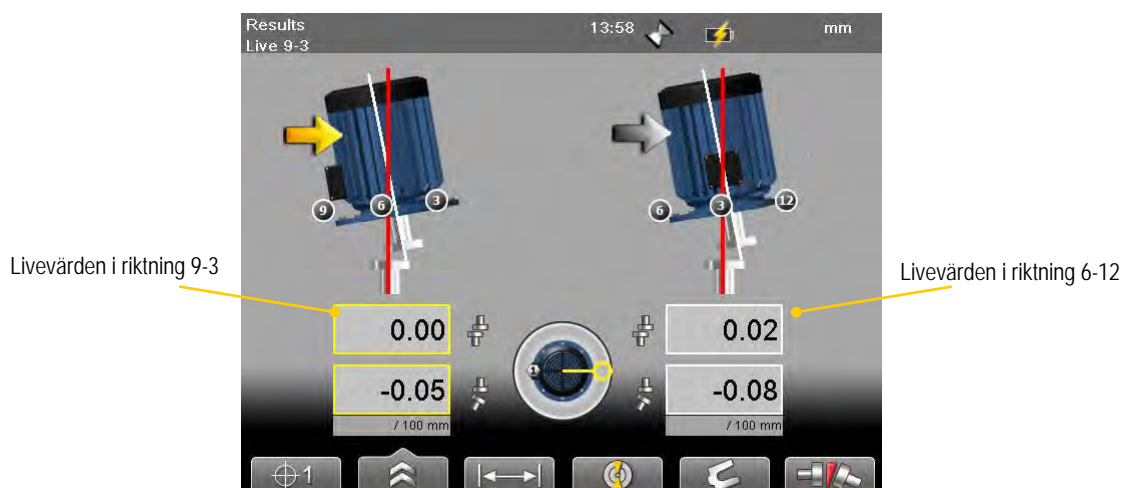 Results
13:58
mm
Live 9-3
9
6
3
6
3
12
Livevärden i riktning 9-3
Livevärden i riktning 6-12
0.00
0.02
1
-0.05
-0.08
/ 100 mm
/ 100 mm
1